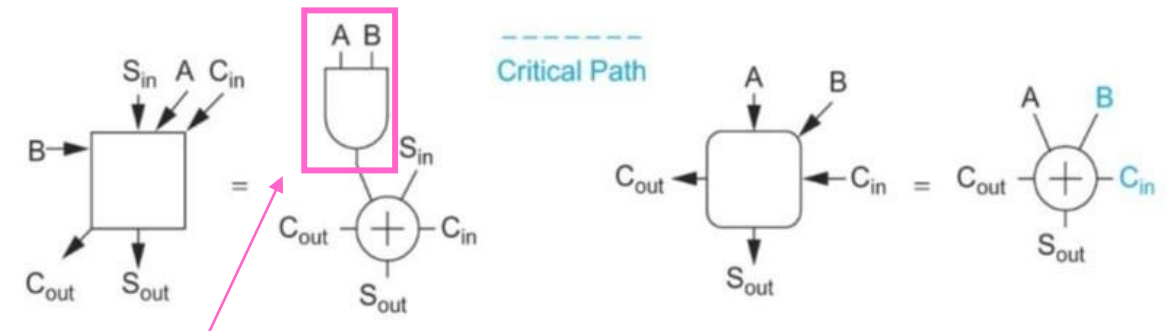 S_in A C_in
B
=
C_out S_out
A B
S_in
C_out + C_in
S_out
Critical Path
A B
C_out C_in
S_out
=
A B
C_out + C_in
S_out